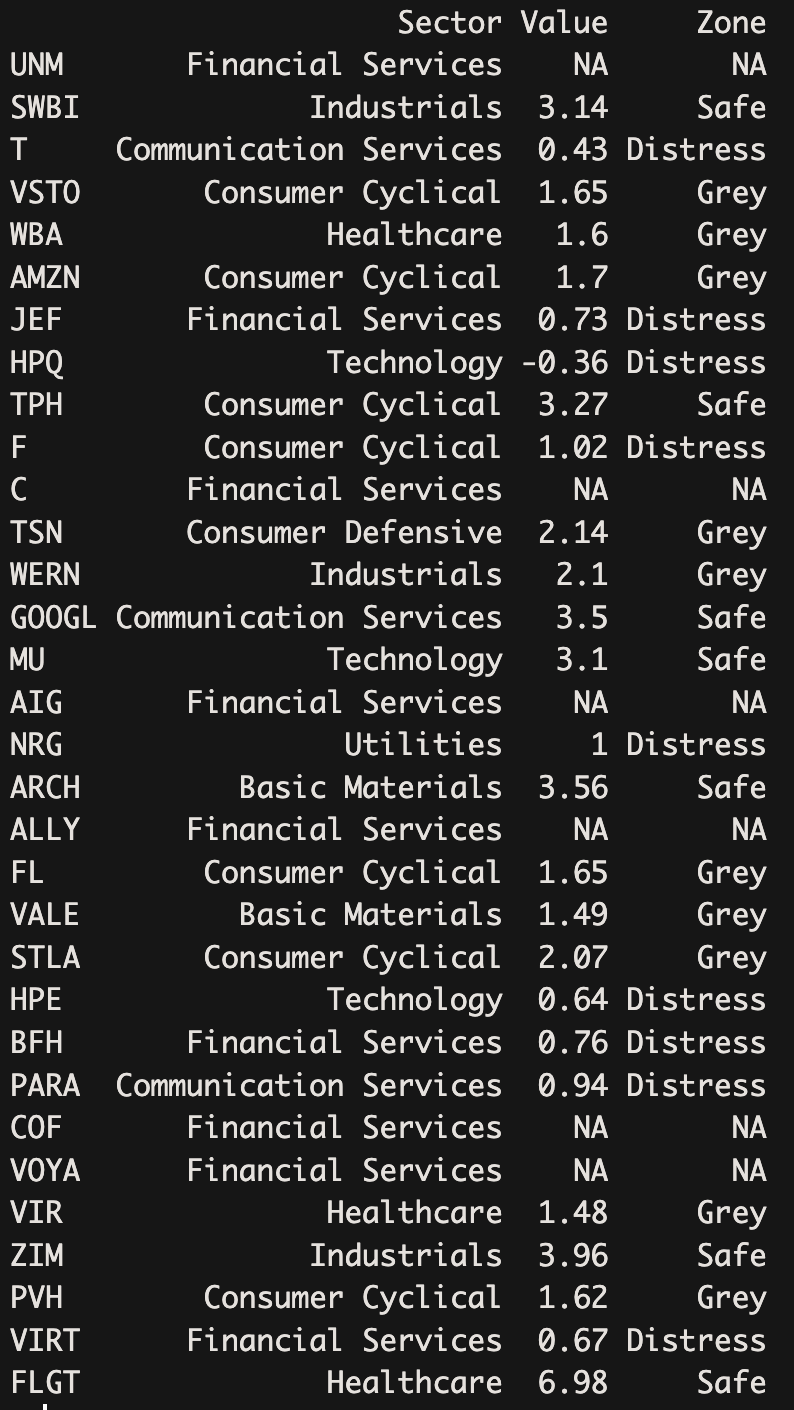 Sector Value Zone
UNM Financial Services NA NA
SWBI Industrials 3.14 Safe
T Communication Services 0.43 Distress
VSTO Consumer Cyclical 1.65 Grey
WBA Healthcare 1.6 Grey
AMZN Consumer Cyclical 1.7 Grey
JEF Financial Services 0.73 Distress
HPQ Technology -0.36 Distress
TPH Consumer Cyclical 3.27 Safe
F Consumer Cyclical 1.02 Distress
C Financial Services NA NA
TSN Consumer Defensive 2.14 Grey
WERN Industrials 2.1 Grey
GOOGL Communication Services 3.5 Safe
MU Technology 3.1 Safe
AIG Financial Services NA NA
NRG Utilities 1 Distress
ARCH Basic Materials 3.56 Safe
ALLY Financial Services NA NA
FL Consumer Cyclical 1.65 Grey
VALE Basic Materials 1.49 Grey
STLA Consumer Cyclical 2.07 Grey
HPE Technology 0.64 Distress
BFH Financial Services 0.76 Distress
PARA Communication Services 0.94 Distress
COF Financial Services NA NA
VOYA Financial Services NA NA
VIR Healthcare 1.48 Grey
ZIM Industrials 3.96 Safe
PVH Consumer Cyclical 1.62 Grey
VIRT Financial Services 0.67 Distress
FLGT Healthcare 6.98 Safe